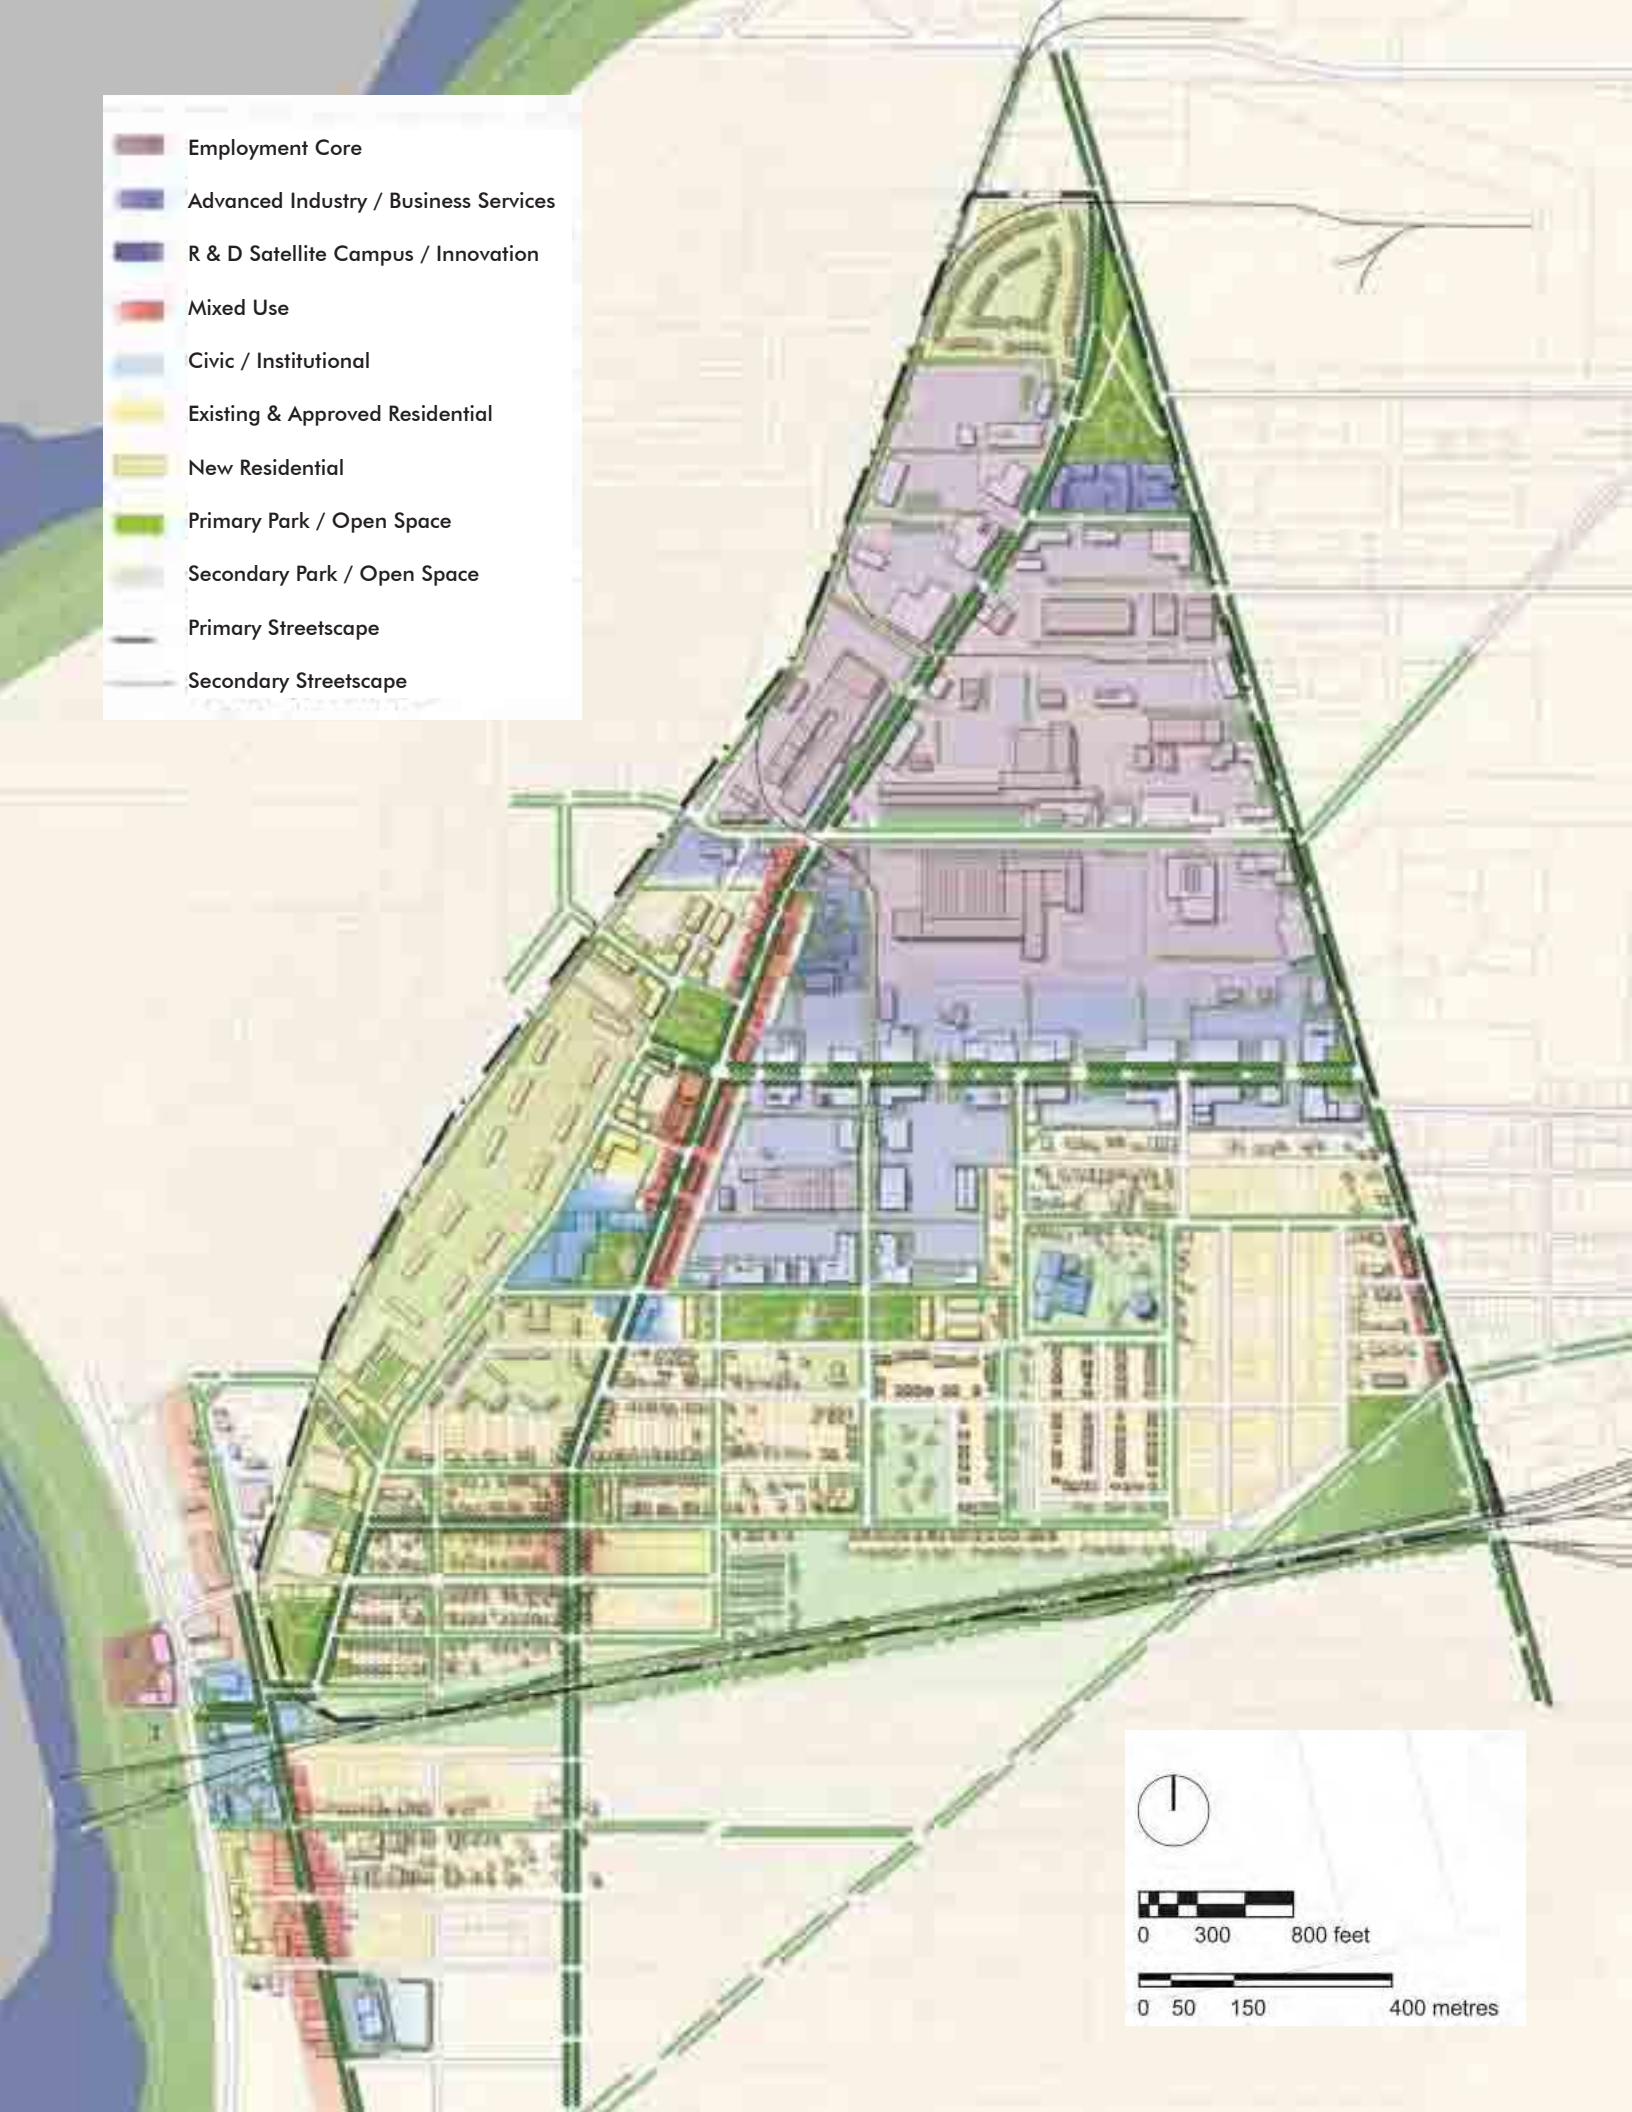 Employment Core
Advanced Industry / Business Services
R & D Satellite Campus / Innovation
Mixed Use
Civic / Institutional
Existing & Approved Residential
New Residential
Primary Park / Open Space
Secondary Park / Open Space
Primary Streetscape
Secondary Streetscape
0 300 800 feet
0 50 150 400 metres